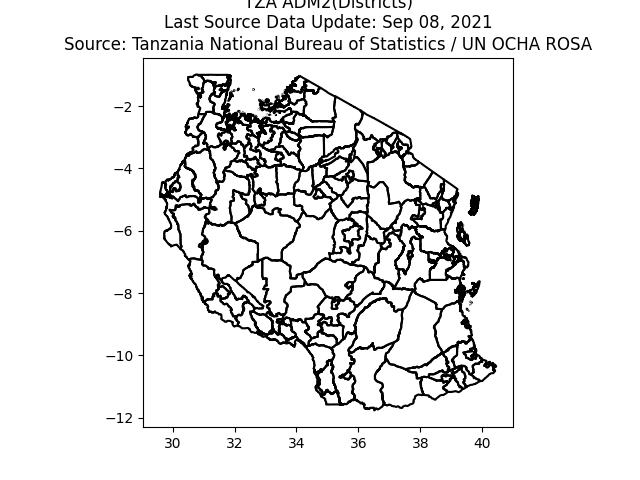 TZA ADM2(Districts)
Last Source Data Update: Sep 08, 2021
Source: Tanzania National Bureau of Statistics / UN OCHA ROSA
−2
−4
−6
−8
−10
−12
30 32 34 36 38 40